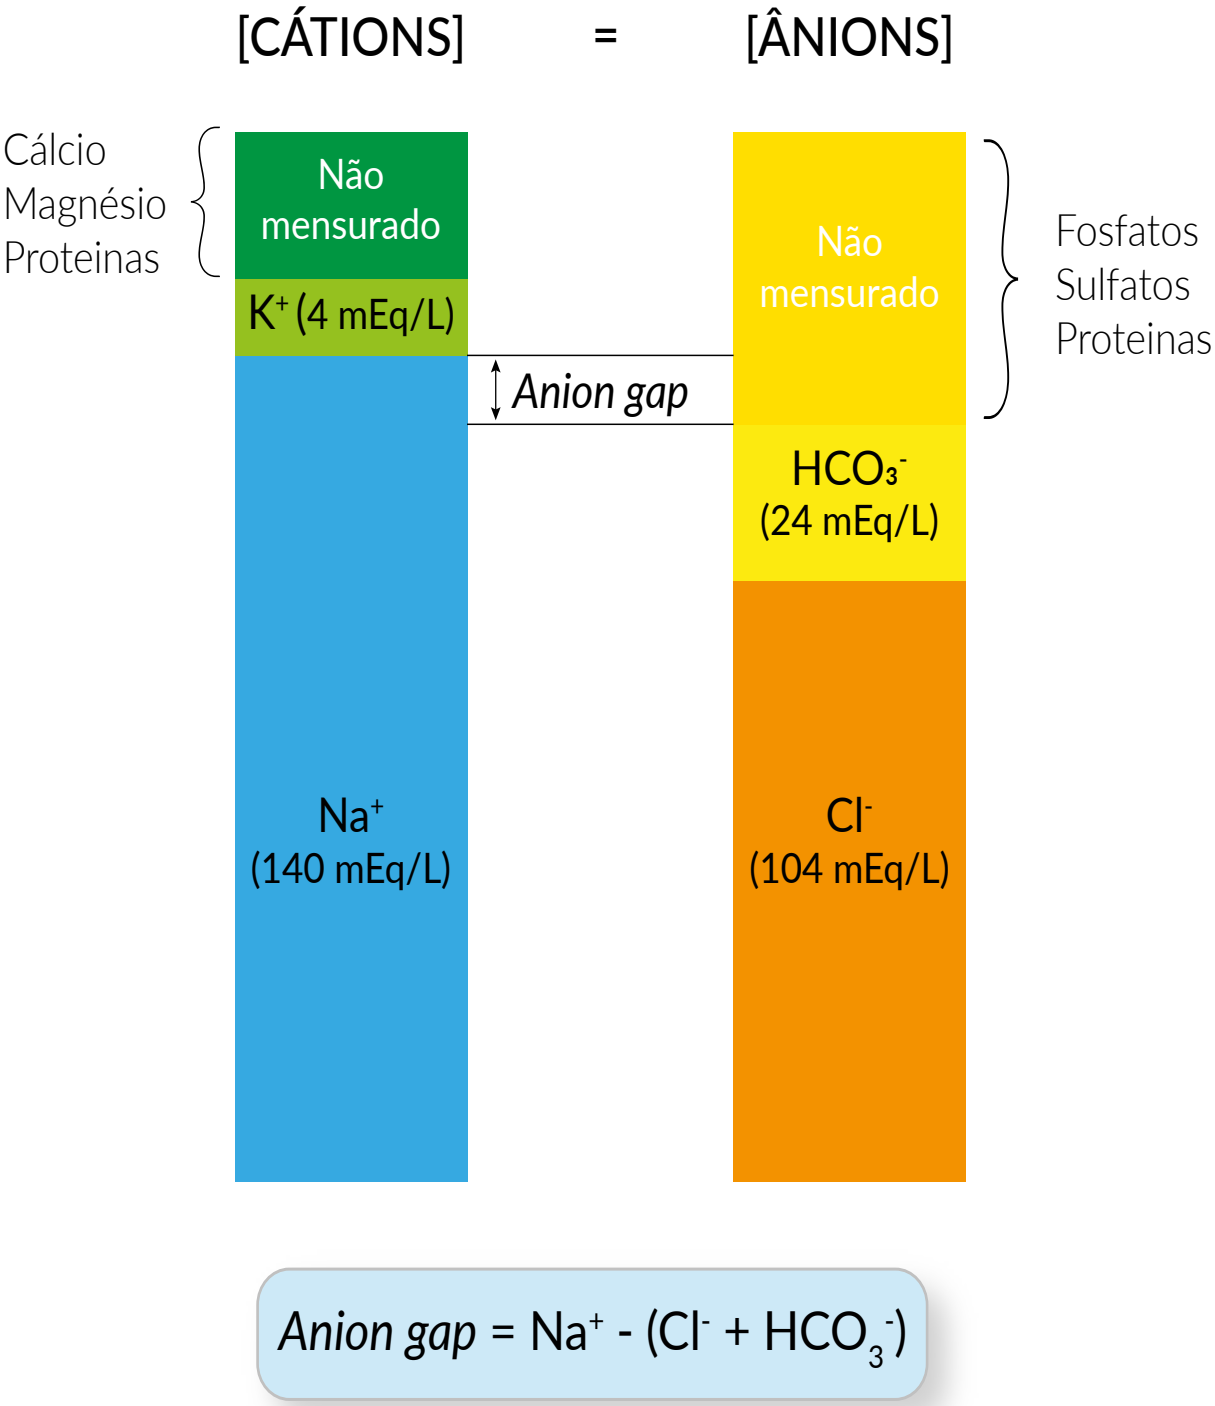 [CÁTIONS] = [ÂNIONS]
Cálcio
Magnésio
Proteinas
Não
mensurado
K⁺ (4 mEq/L)
Na⁺
(140 mEq/L)
Anion gap
Não
mensurado
HCO₃⁻
(24 mEq/L)
Cl⁻
(104 mEq/L)
Fosfatos
Sulfatos
Proteinas
Anion gap = Na⁺ - (Cl⁻ + HCO₃⁻)